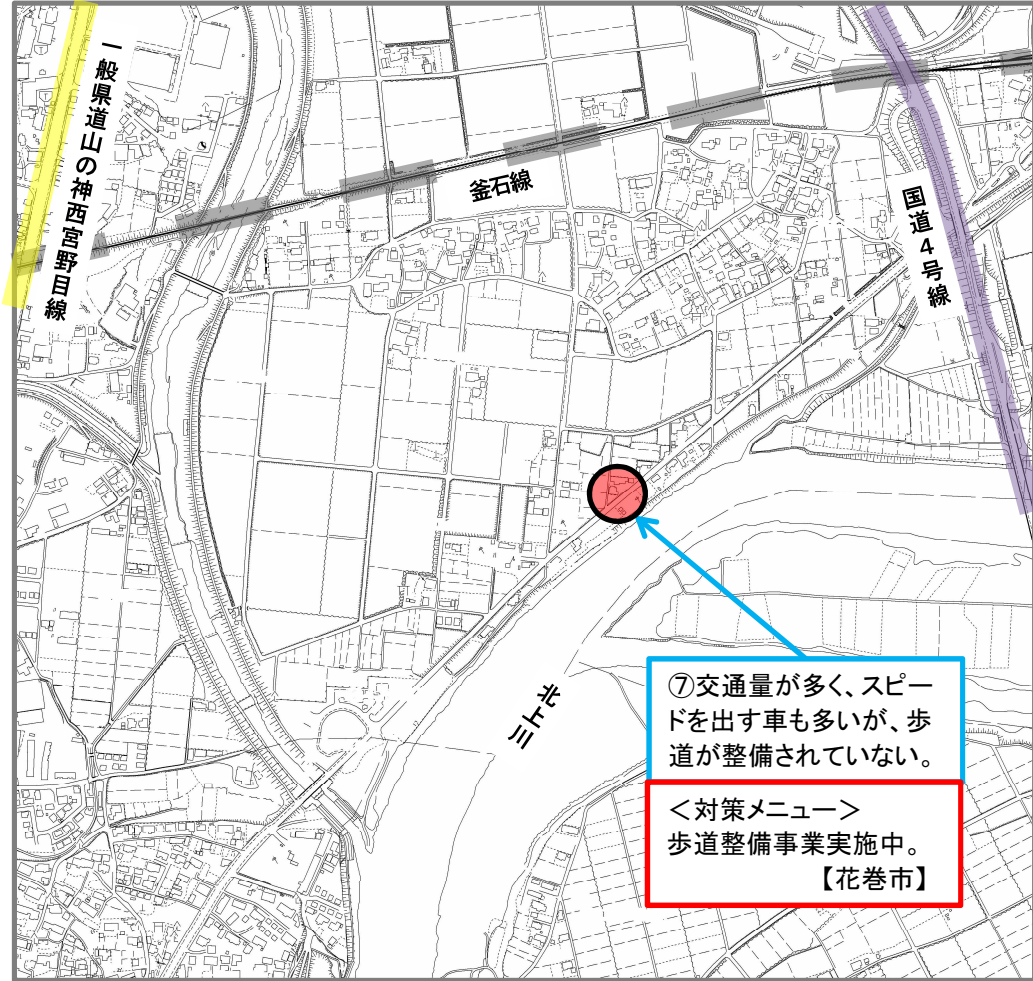 一般県道山の神西宮野目線
釜石線
国道4号線
北上川
⑦交通量が多く、スピー
ドを出す車も多いが、歩
道が整備されていない。
＜対策メニュー＞
歩道整備事業実施中。
【花巻市】